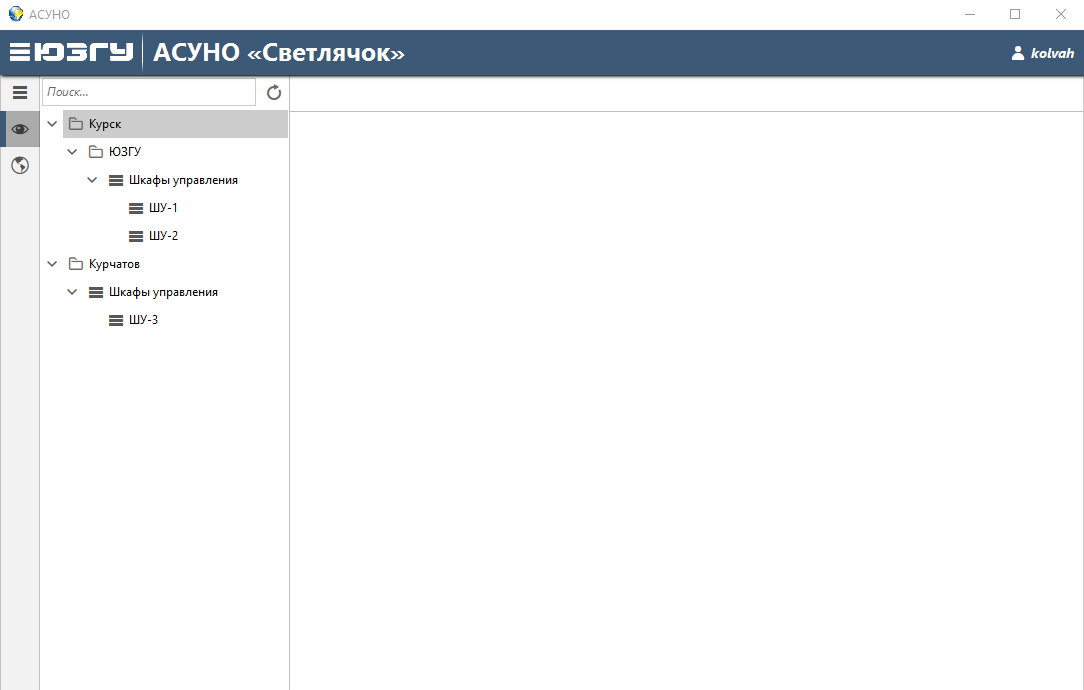 АСУНО
ЮЗГУ АСУНО «Светлячок»
kolvah
Поиск...
Курск
ЮЗГУ
Шкафы управления
ШУ-1
ШУ-2
Курчатов
Шкафы управления
ШУ-3